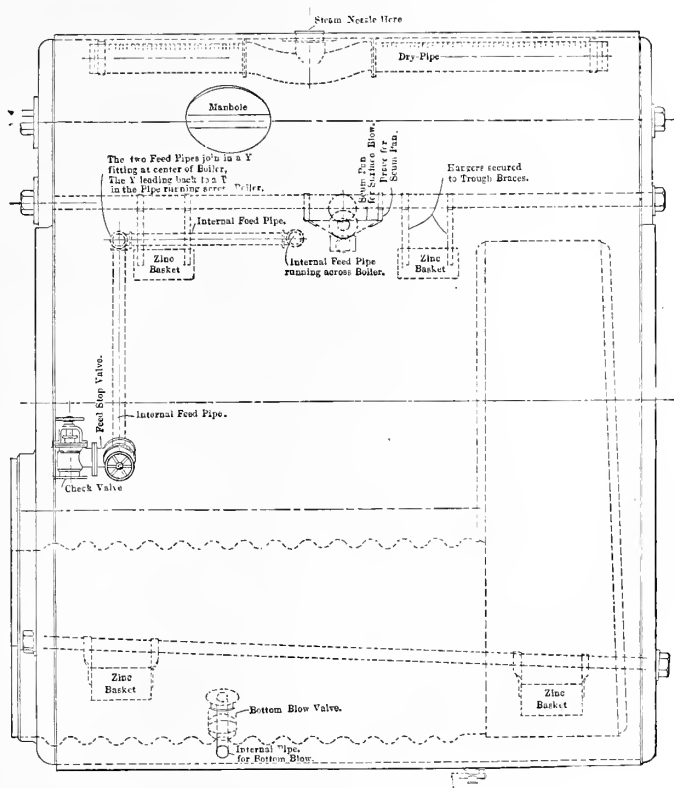 Steam Nozzle Here
Dry-Pipe
Manhole
The two Feed Pipes join in a Y
fitting at center of Boiler,
The Y leading back to a T
in the Pipe running across Boiler.
Scum Pan
for Surface Blow.
Brace for
Scum Pan.
Hangers secured
to Trough Braces.
Internal Feed Pipe.
Zinc
Basket
Internal Feed Pipe
running across Boiler.
Zinc
Basket
Feed Stop Valve.
Internal Feed Pipe.
Check Valve
Zinc
Basket
Zinc
Basket
Bottom Blow Valve.
Internal Pipe.
for Bottom Blow.